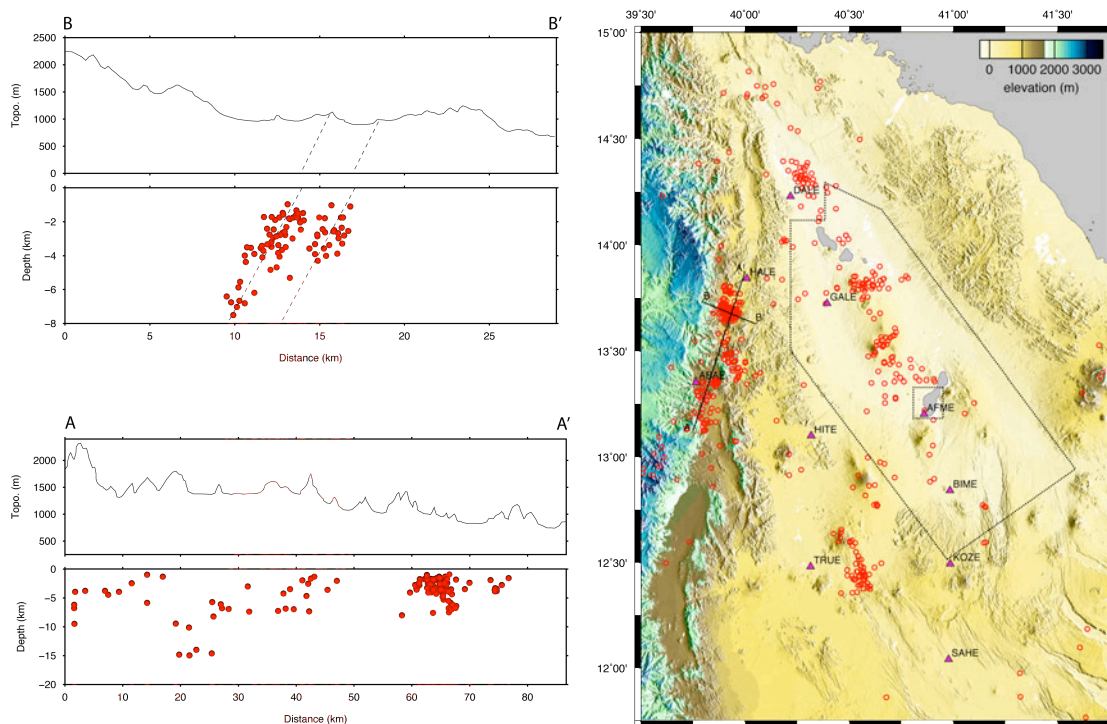 B B′
2500
2000
1500
1000
500
0
Topo. (m)
0
−2
−4
−6
−8
Depth (km)
0 5 10 15 20 25
Distance (km)
A A′
2000
1500
1000
500
Topo. (m)
0
−5
−10
−15
−20
Depth (km)
0 10 20 30 40 50 60 70 80
Distance (km)
39°30' 40°00' 40°30' 41°00' 41°30'
15°00'
14°30'
14°00'
13°30'
13°00'
12°30'
12°00'
0 1000 2000 3000
elevation (m)
DALE
HALE
GALE
B
B'
AFME
HITE
BIME
KOZE
TRUE
SAHE